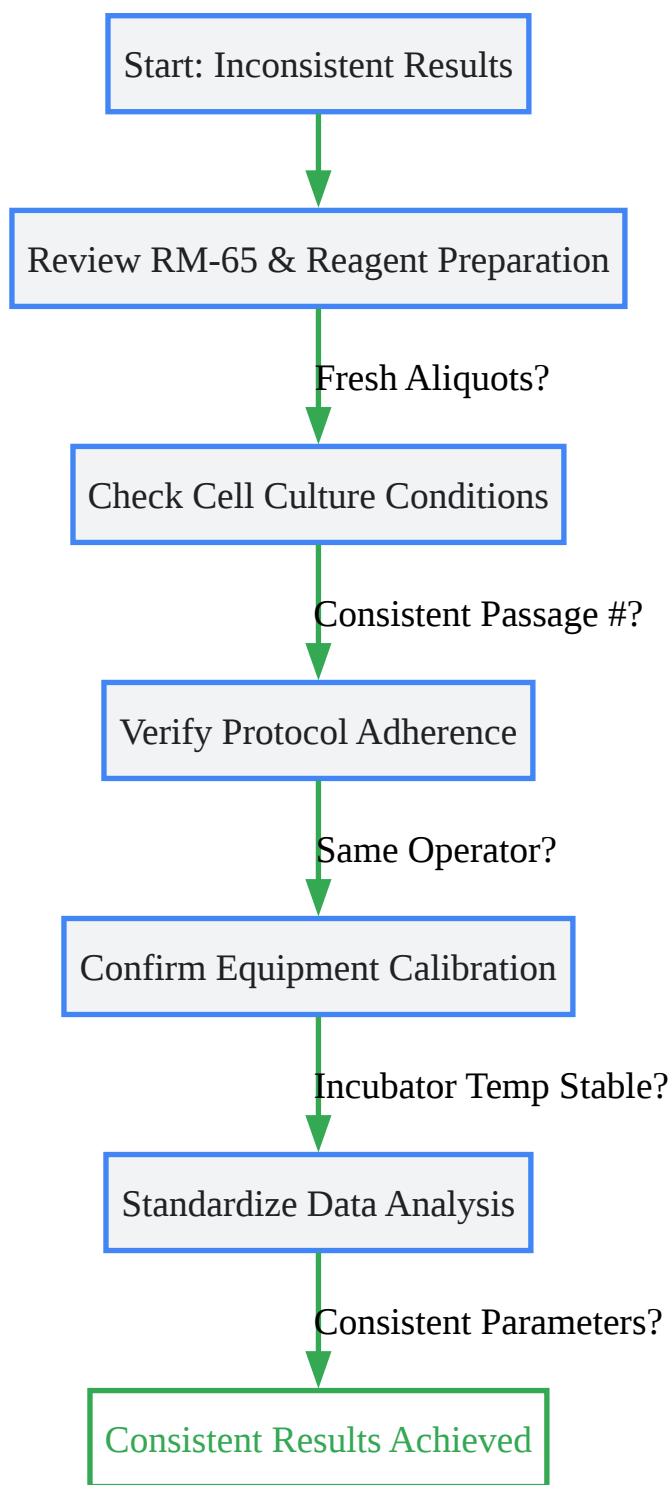 Start: Inconsistent Results
Review RM-65 & Reagent Preparation
Fresh Aliquots?
Check Cell Culture Conditions
Consistent Passage #?
Verify Protocol Adherence
Same Operator?
Confirm Equipment Calibration
Incubator Temp Stable?
Standardize Data Analysis
Consistent Parameters?
Consistent Results Achieved